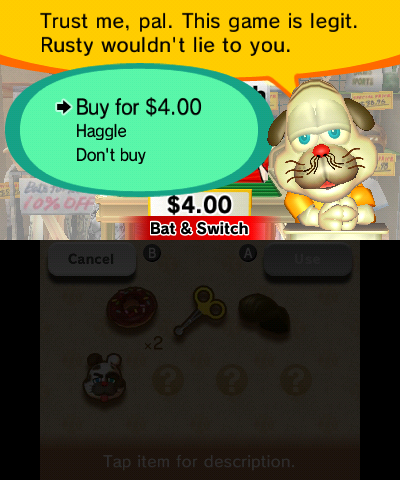 Trust me, pal. This game is legit.
Rusty wouldn't lie to you.
Buy for $4.00
Haggle
Don't buy
10% OFF
$4.00
Bat & Switch
Cancel
B
A
Use
×2
?
?
?
Tap item for description.